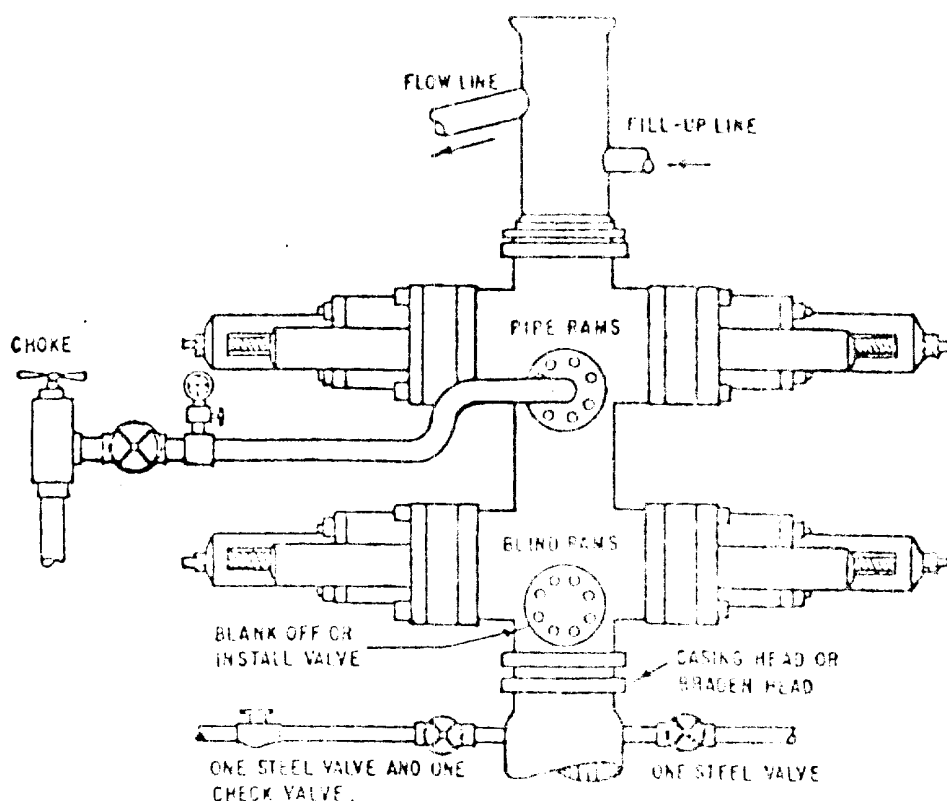 FLOW LINE
FILL-UP LINE
PIPE RAMS
CHOKE
BLIND RAMS
BLANK OFF OR
INSTALL VALVE
CASING HEAD OR
BRADEN HEAD
ONE STEEL VALVE AND ONE
CHECK VALVE.
ONE STEEL VALVE